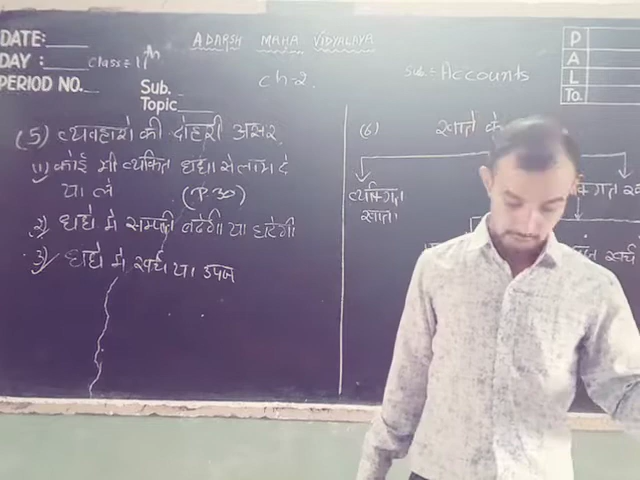 DATE:
DAY : Class = 11th
PERIOD NO.
Sub.
Topic
ADARSH MAHA VIDYALAYA
ch-2.
Sub = Accounts
P
A
L
To.
(5) व्यवहारो की दोहरी असर
(1) कोई भी व्यकित धंधा से लाभ दे
या ले (P-30)
2) धंधे में सम्पति बढेगी या घटेगी
3) धंधे में खर्च या उपज
(6) खाते के
व्यकिगत
खाता
खर्च